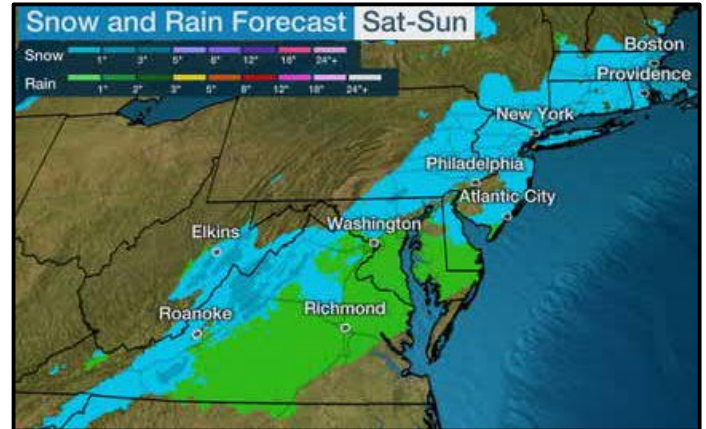 Snow and Rain Forecast Sat-Sun
Snow 1" 3" 5" 8" 12" 18" 24"+
Rain 1" 2" 3" 5" 8" 12" 18" 24"+
Boston
Providence
New York
Philadelphia
Atlantic City
Washington
Elkins
Richmond
Roanoke